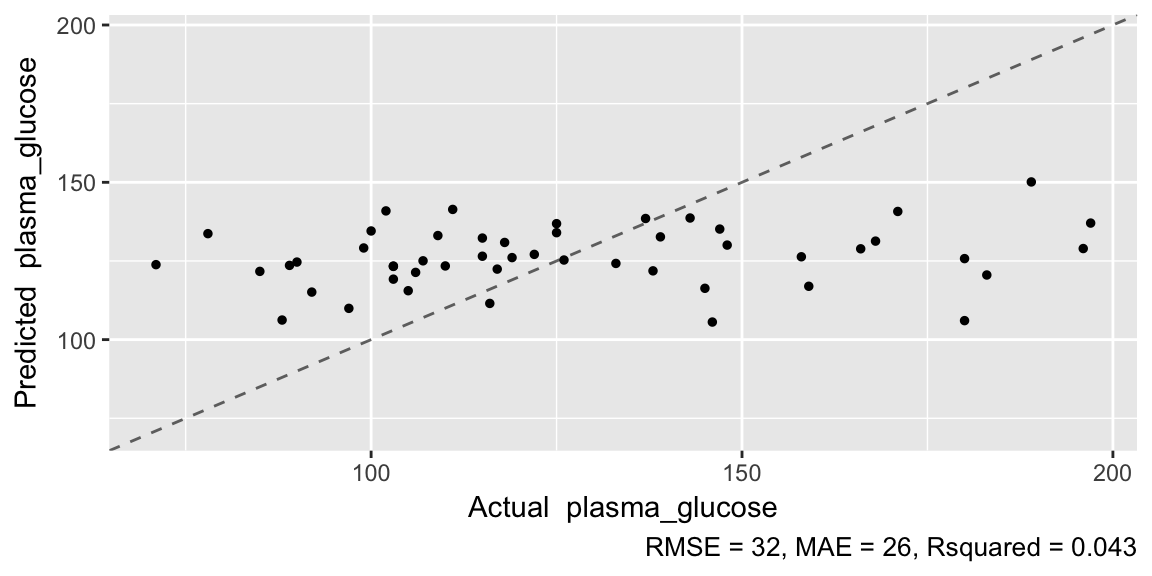 200
150
100
Predicted plasma_glucose
100
150
200
Actual plasma_glucose
RMSE = 32, MAE = 26, Rsquared = 0.043